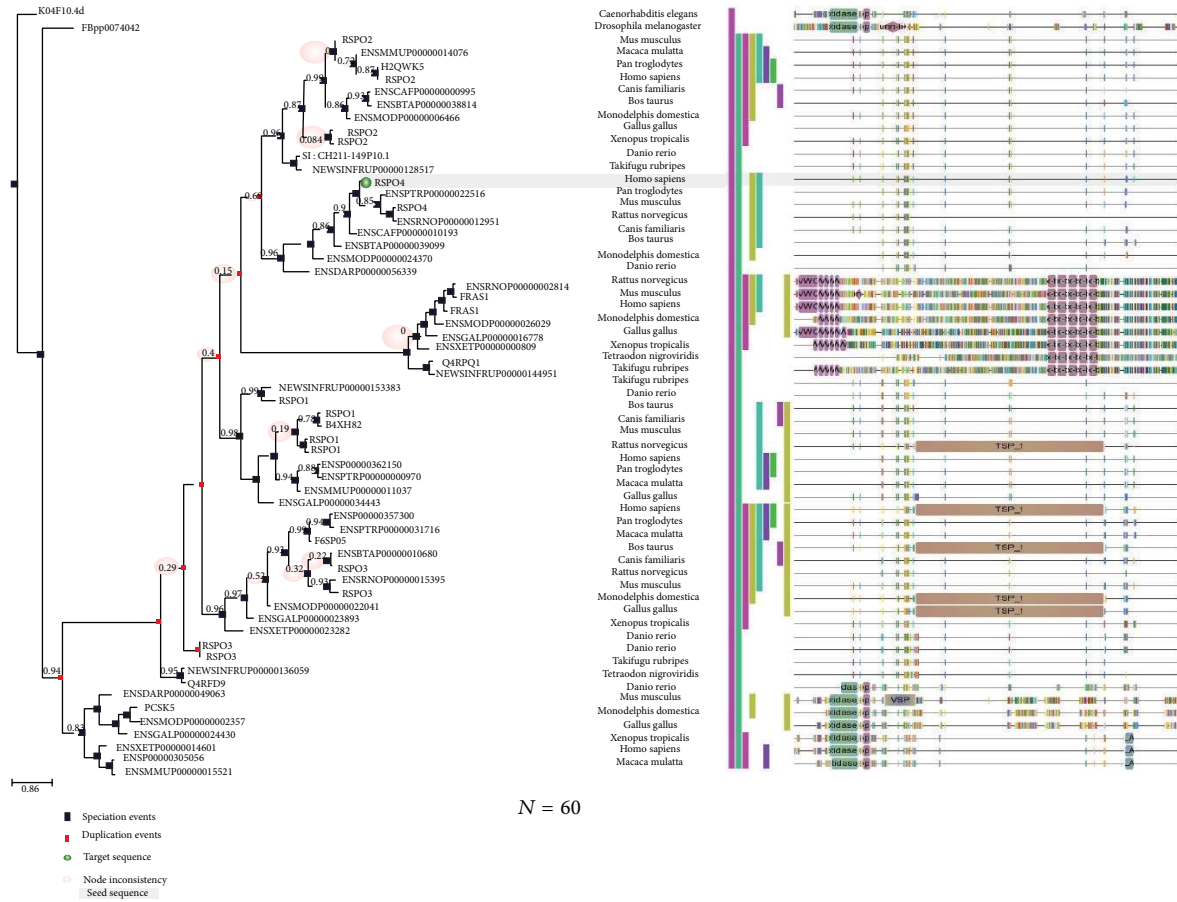 K04F10.4d
FBpp0074042
RSPO2
ENSMMUP00000014076
0.72
H2QWK5
0.87
RSPO2
0.99
ENSCAFP00000000995
0.93
0.86
ENSBTAP00000038814
ENSMODP00000006466
0.87
RSPO2
0.084
RSPO2
0.96
SI : CH211-149P10.1
NEWSINFRUP00000128517
RSPO4
ENSPTRP00000022516
0.85
RSPO4
0.9
ENSRNOP00000012951
0.86
ENSCAFP00000010193
ENSBTAP00000039099
0.96
ENSMODP00000024370
ENSDARP00000056339
0.15
ENSRNOP00000002814
FRAS1
FRAS1
ENSMODP00000026029
0
ENSGALP00000016778
ENSXETP00000000809
Q4RPQ1
NEWSINFRUP00000144951
0.4
NEWSINFRUP00000153383
0.99
RSPO1
RSPO1
0.78
B4XH82
0.19
RSPO1
RSPO1
0.98
ENSP00000362150
0.88
ENSPTRP00000000970
0.94
ENSMMUP00000011037
ENSGALP00000034443
ENSP00000357300
0.94
ENSPTRP00000031716
0.99
F6SP05
0.93
ENSBTAP00000010680
0.22
RSPO3
0.32
ENSRNOP00000015395
0.93
RSPO3
0.52
0.97
ENSMODP00000022041
0.96
ENSGALP00000023893
ENSXETP00000023282
0.29
RSPO3
RSPO3
0.95
NEWSINFRUP00000136059
Q4RFD9
0.94
ENSDARP00000049063
PCSK5
ENSMODP00000002357
0.83
ENSGALP00000024430
ENSXETP00000014601
ENSP00000305056
ENSMMUP00000015521
0.86
Speciation events
Duplication events
Target sequence
Node inconsistency
Seed sequence
N = 60
Caenorhabditis elegans
Drosophila melanogaster
Mus musculus
Macaca mulatta
Pan troglodytes
Homo sapiens
Canis familiaris
Bos taurus
Monodelphis domestica
Gallus gallus
Xenopus tropicalis
Danio rerio
Takifugu rubripes
Homo sapiens
Pan troglodytes
Mus musculus
Rattus norvegicus
Canis familiaris
Bos taurus
Monodelphis domestica
Danio rerio
Rattus norvegicus
Mus musculus
Homo sapiens
Monodelphis domestica
Gallus gallus
Xenopus tropicalis
Tetraodon nigroviridis
Takifugu rubripes
Takifugu rubripes
Danio rerio
Bos taurus
Canis familiaris
Mus musculus
Rattus norvegicus
TSP_1
Homo sapiens
Pan troglodytes
Macaca mulatta
Gallus gallus
Homo sapiens
TSP_1
Pan troglodytes
Macaca mulatta
Bos taurus
TSP_1
Canis familiaris
Rattus norvegicus
Mus musculus
Monodelphis domestica
TSP_1
Gallus gallus
TSP_1
Xenopus tropicalis
Danio rerio
Danio rerio
Takifugu rubripes
Tetraodon nigroviridis
Danio rerio
Mus musculus
VSP
Monodelphis domestica
Gallus gallus
Xenopus tropicalis
Homo sapiens
Macaca mulatta